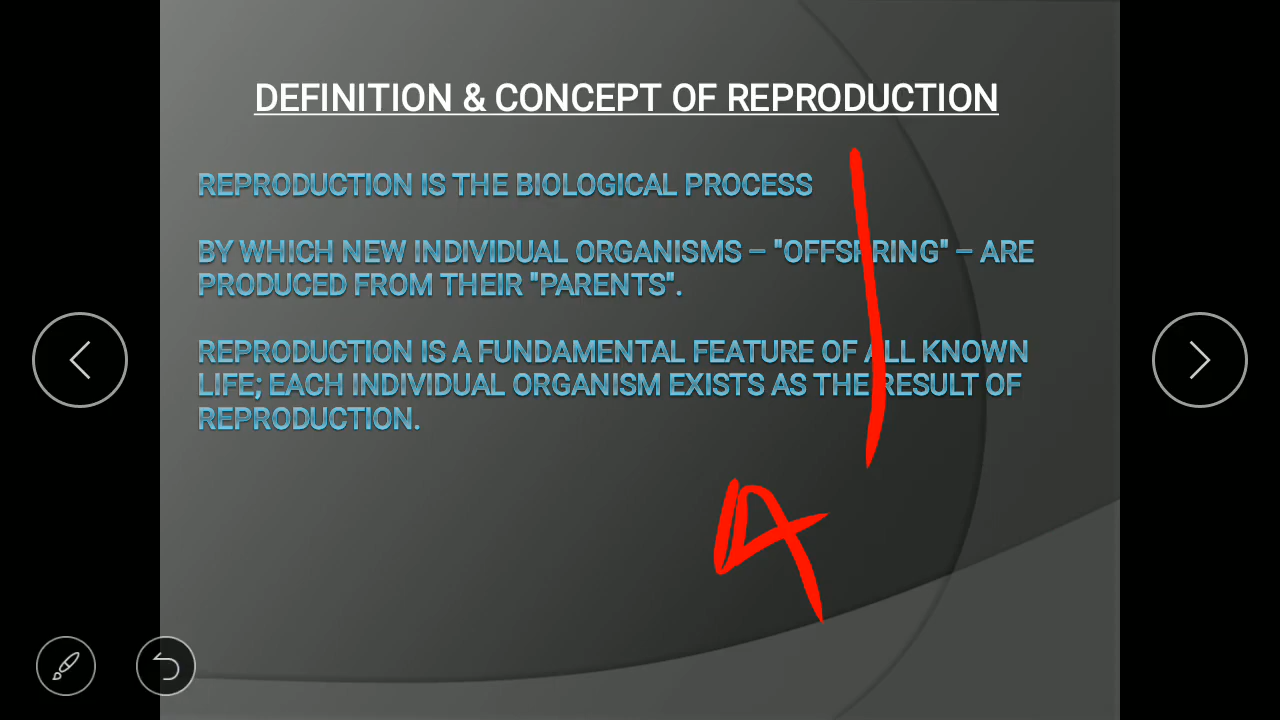 DEFINITION & CONCEPT OF REPRODUCTION
REPRODUCTION IS THE BIOLOGICAL PROCESS
BY WHICH NEW INDIVIDUAL ORGANISMS – "OFFSPRING" – ARE
PRODUCED FROM THEIR "PARENTS".
REPRODUCTION IS A FUNDAMENTAL FEATURE OF ALL KNOWN
LIFE; EACH INDIVIDUAL ORGANISM EXISTS AS THE RESULT OF
REPRODUCTION.